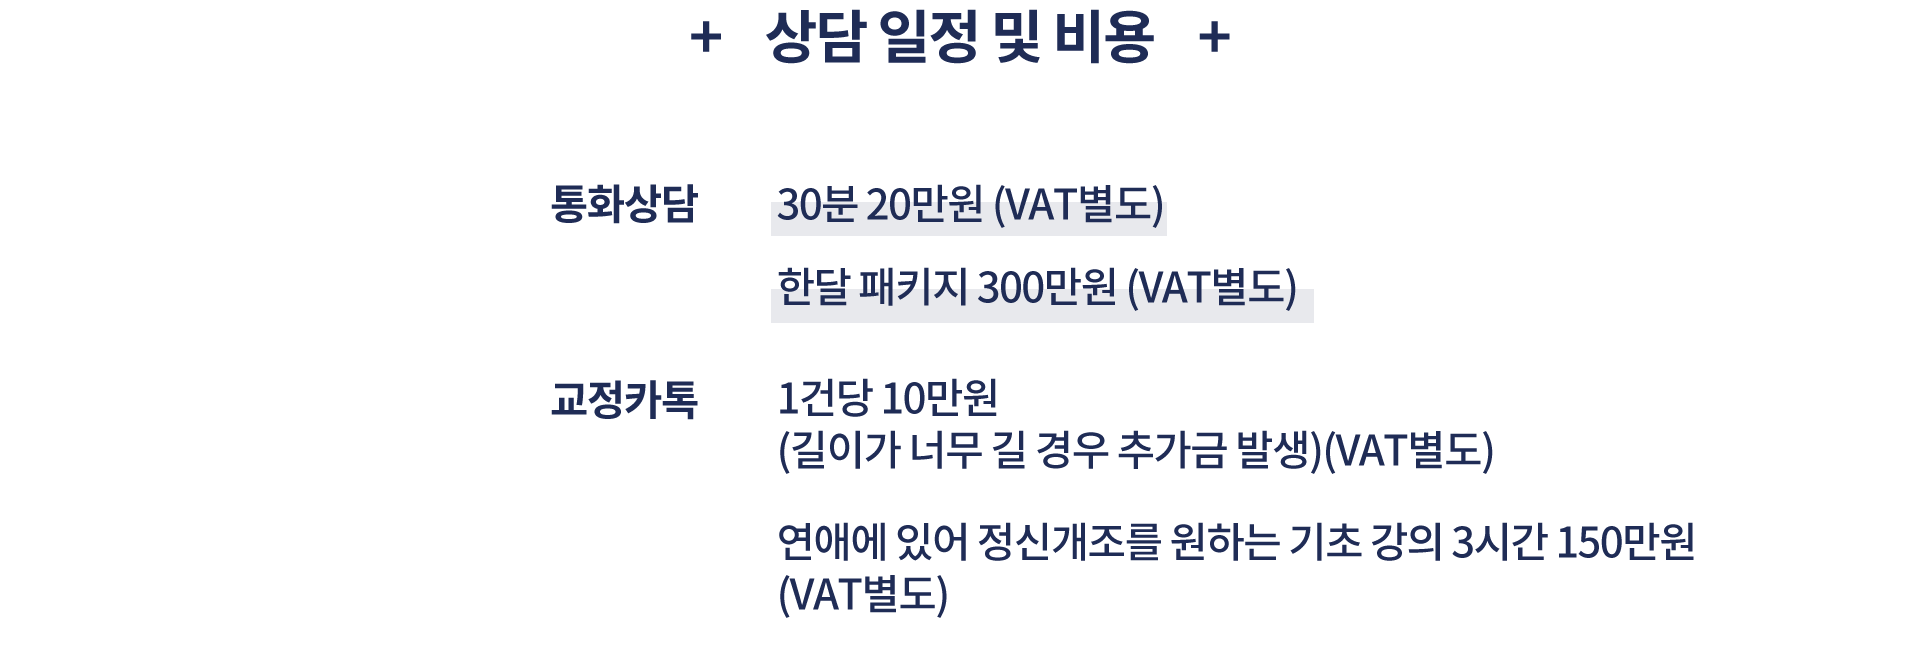 + 상담 일정 및 비용 +
통화상담 30분 20만원 (VAT별도)
한달 패키지 300만원 (VAT별도)
교정카톡 1건당 10만원
(길이가 너무 길 경우 추가금 발생)(VAT별도)
연애에 있어 정신개조를 원하는 기초 강의 3시간 150만원
(VAT별도)